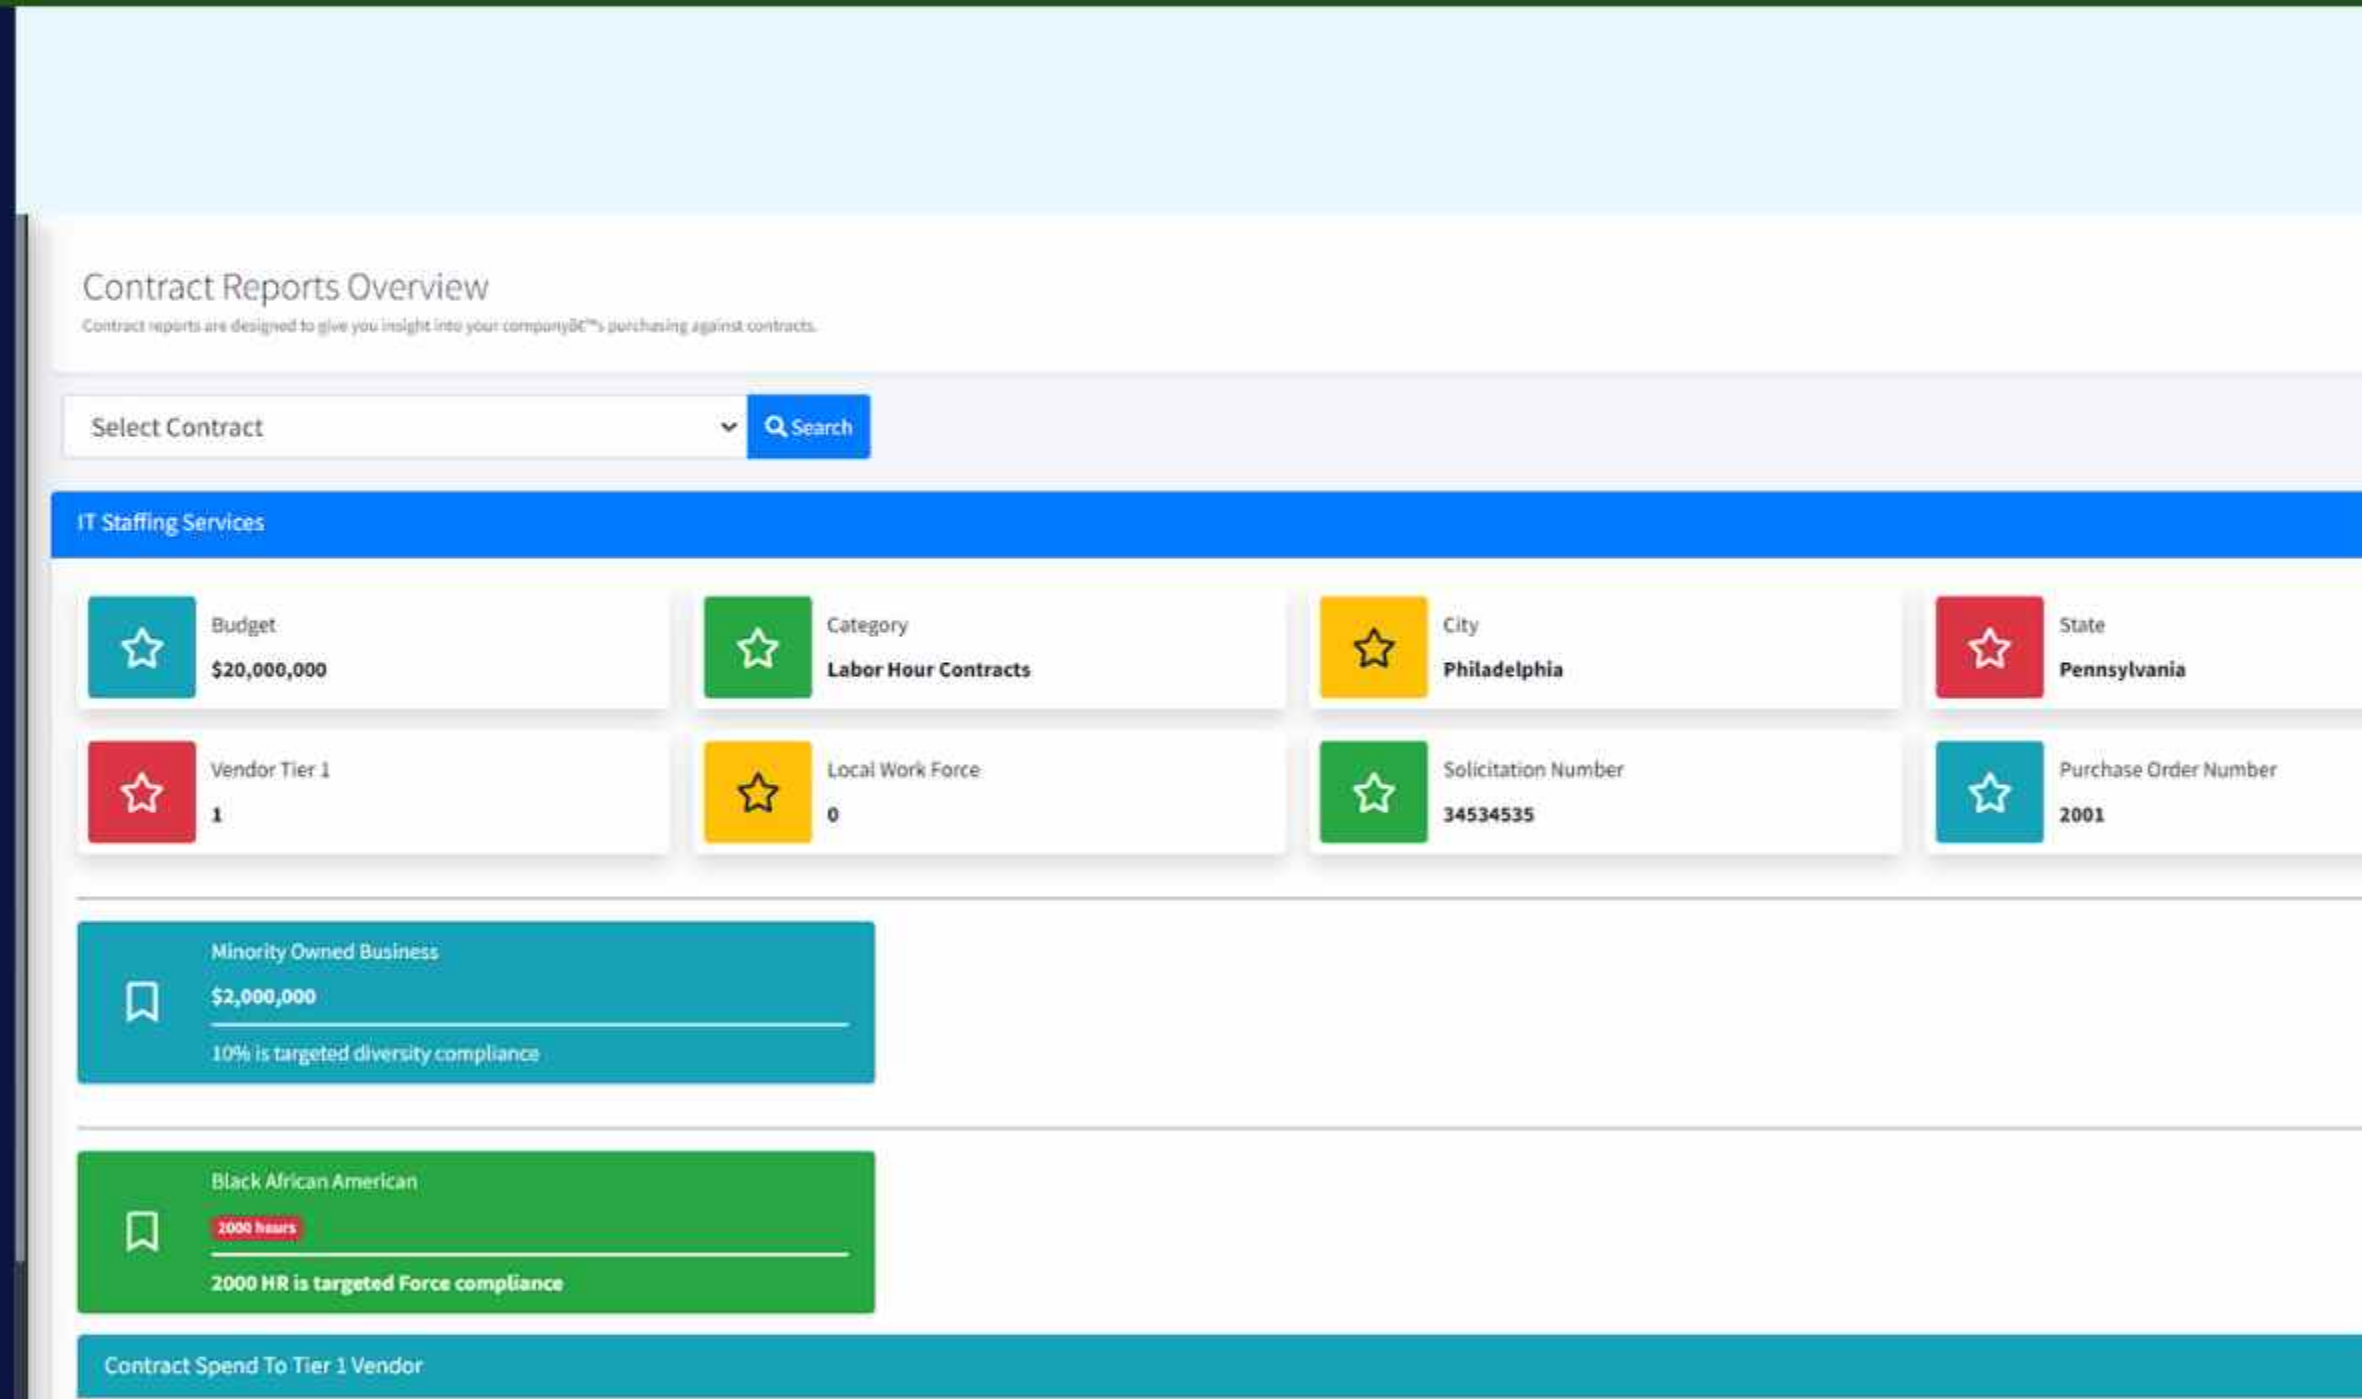 Contract Reports Overview
Contract reports are designed to give you insight into your companyâ€™s purchasing against contracts.
Select Contract
Search
IT Staffing Services
Budget
$20,000,000
Category
Labor Hour Contracts
City
Philadelphia
State
Pennsylvania
Vendor Tier 1
1
Local Work Force
0
Solicitation Number
34534535
Purchase Order Number
2001
Minority Owned Business
$2,000,000
10% is targeted diversity compliance
Black African American
2000 hours
2000 HR is targeted Force compliance
Contract Spend To Tier 1 Vendor